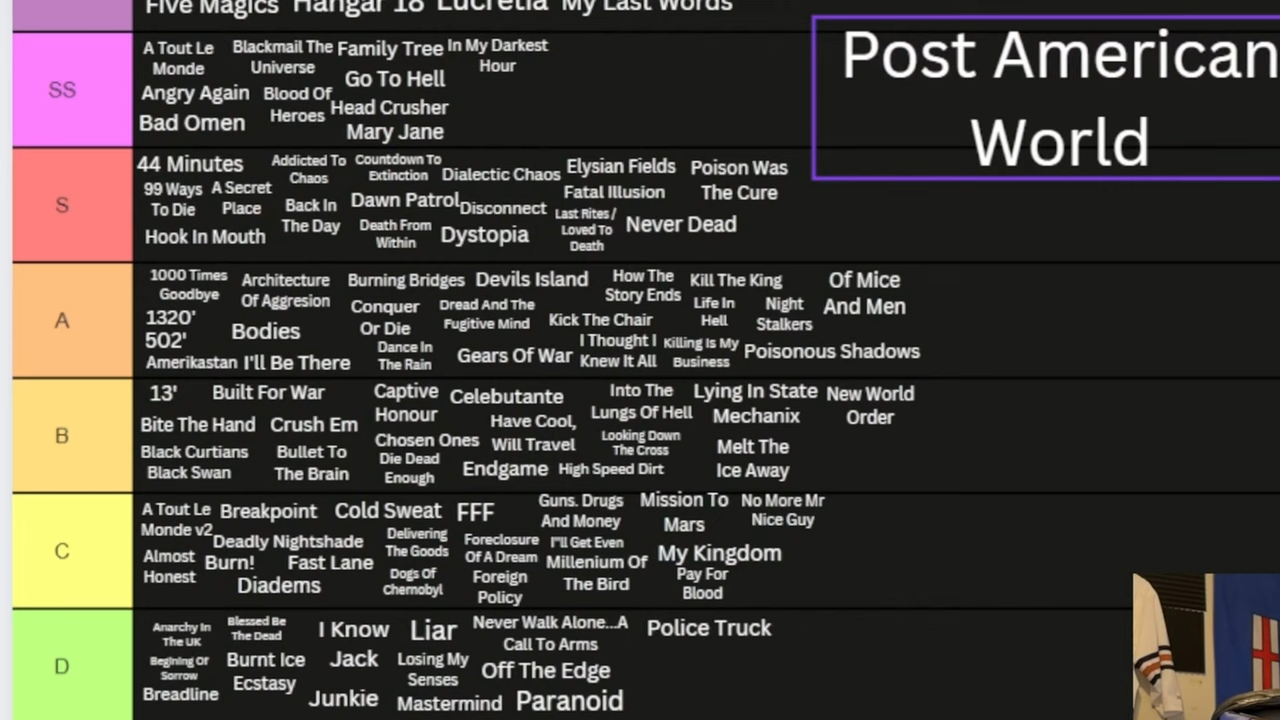 Five Magics Hangar 18 Lucretia My Last Words
Post American
World
SS
A Tout Le
Monde
Blackmail The
Universe
Family Tree
In My Darkest
Hour
Go To Hell
Angry Again
Blood Of
Heroes
Head Crusher
Bad Omen
Mary Jane
S
44 Minutes
Addicted To
Chaos
Countdown To
Extinction
Dialectic Chaos
Elysian Fields
Poison Was
The Cure
99 Ways
To Die
A Secret
Place
Back In
The Day
Dawn Patrol
Disconnect
Fatal Illusion
Hook In Mouth
Death From
Within
Dystopia
Last Rites/
Loved To
Death
Never Dead
A
1000 Times
Goodbye
Architecture
Of Aggresion
Burning Bridges
Devils Island
How The
Story Ends
Kill The King
Of Mice
And Men
1320'
502'
Bodies
Conquer
Or Die
Dread And The
Fugitive Mind
Kick The Chair
Life In
Hell
Night
Stalkers
Amerikastan
I'll Be There
Dance In
The Rain
Gears Of War
I Thought I
Knew It All
Killing Is My
Business
Poisonous Shadows
B
13'
Built For War
Captive
Honour
Celebutante
Into The
Lungs Of Hell
Lying In State
New World
Order
Bite The Hand
Crush Em
Chosen Ones
Have Cool,
Will Travel
Looking Down
The Cross
Mechanix
Black Curtians
Black Swan
Bullet To
The Brain
Die Dead
Enough
Endgame
High Speed Dirt
Melt The
Ice Away
C
A Tout Le
Monde v2
Breakpoint
Cold Sweat
FFF
Guns. Drugs
And Money
Mission To
Mars
No More Mr
Nice Guy
Deadly Nightshade
Delivering
The Goods
Foreclosure
Of A Dream
I"ll Get Even
My Kingdom
Almost
Honest
Burn!
Fast Lane
Diadems
Dogs Of
Chernobyl
Foreign
Policy
Millenium Of
The Bird
Pay For
Blood
D
Anarchy In
The UK
Blessed Be
The Dead
I Know
Jack
Liar
Never Walk Alone...A
Call To Arms
Police Truck
Begining Of
Sorrow
Burnt Ice
Losing My
Senses
Off The Edge
Breadline
Ecstasy
Junkie
Mastermind
Paranoid